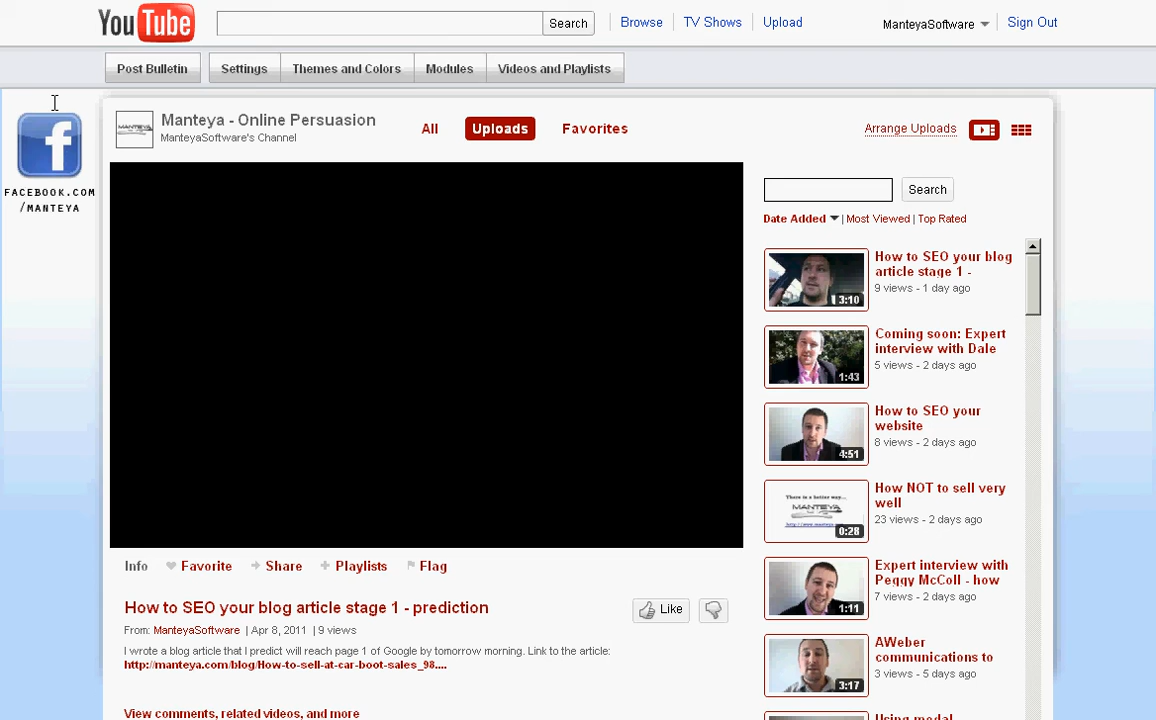 YouTube
Search
Browse
TV Shows
Upload
ManteyaSoftware
Sign Out
Post Bulletin
Settings
Themes and Colors
Modules
Videos and Playlists
FACEBOOK.COM
/MANTEYA
MANTEYA
Manteya - Online Persuasion
ManteyaSoftware's Channel
All
Uploads
Favorites
Arrange Uploads
Search
Date Added | Most Viewed | Top Rated
3:10
How to SEO your blog
article stage 1 -
9 views - 1 day ago
1:43
Coming soon: Expert
interview with Dale
5 views - 2 days ago
4:51
How to SEO your
website
8 views - 2 days ago
There is a better way...
MANTEYA
0:28
How NOT to sell very
well
23 views - 2 days ago
1:11
Expert interview with
Peggy McColl - how
7 views - 2 days ago
3:17
AWeber
communications to
3 views - 5 days ago
Using modal
Info
Favorite
Share
Playlists
Flag
How to SEO your blog article stage 1 - prediction
Like
From: ManteyaSoftware | Apr 8, 2011 | 9 views
I wrote a blog article that I predict will reach page 1 of Google by tomorrow morning. Link to the article:
http://manteya.com/blog/How-to-sell-at-car-boot-sales_98....
View comments, related videos, and more